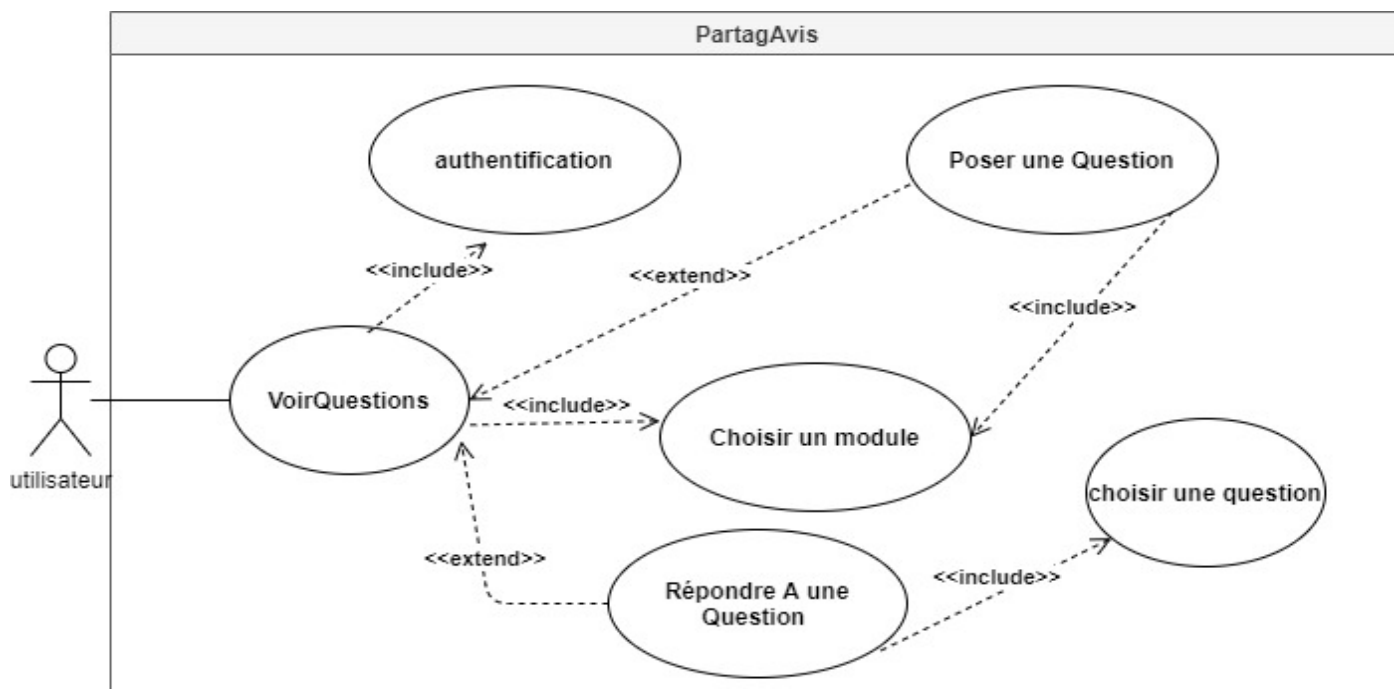 PartagAvis
authentification
Poser une Question
<<include>>
<<extend>>
<<include>>
VoirQuestions
<<include>>
Choisir un module
utilisateur
choisir une question
<<extend>>
<<include>>
Répondre A une
Question